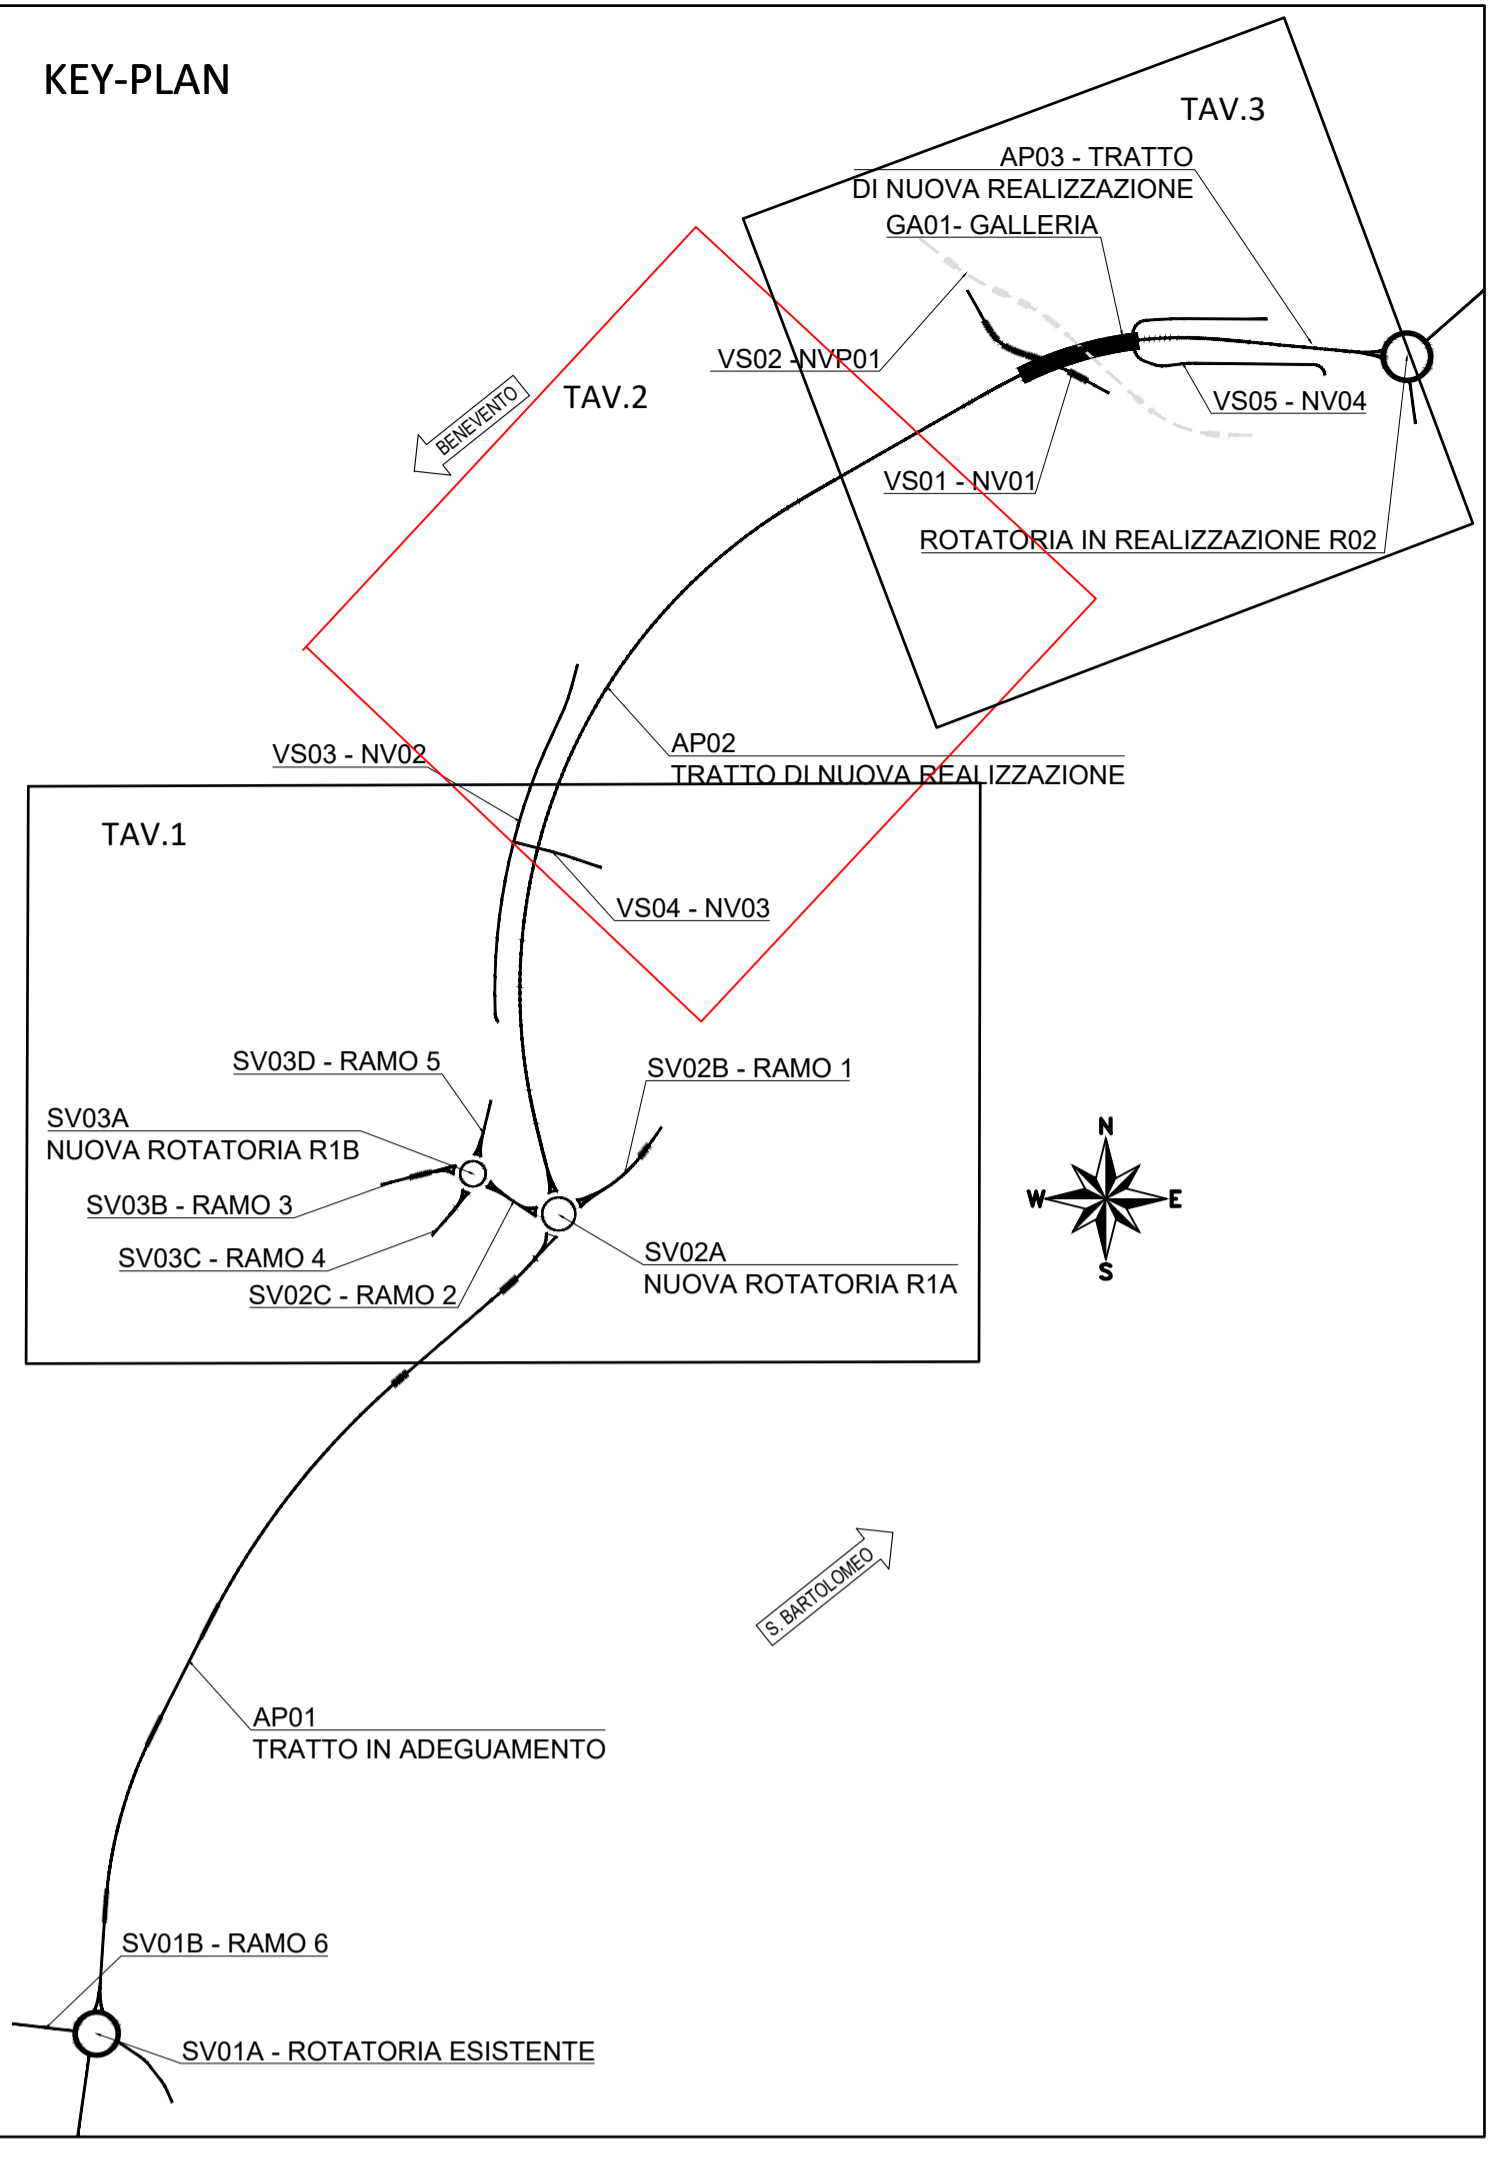 KEY-PLAN
TAV.3
AP03 - TRATTO
DI NUOVA REALIZZAZIONE
GA01- GALLERIA
VS02 -NVP01
TAV.2
BENEVENTO
VS05 - NV04
VS01 - NV01
ROTATORIA IN REALIZZAZIONE R02
AP02
TRATTO DI NUOVA REALIZZAZIONE
VS03 - NV02
TAV.1
VS04 - NV03
SV03D - RAMO 5
SV02B - RAMO 1
SV03A
NUOVA ROTATORIA R1B
SV03B - RAMO 3
SV03C - RAMO 4
SV02C - RAMO 2
SV02A
NUOVA ROTATORIA R1A
N
W
E
S
S. BARTOLOMEO
AP01
TRATTO IN ADEGUAMENTO
SV01B - RAMO 6
SV01A - ROTATORIA ESISTENTE